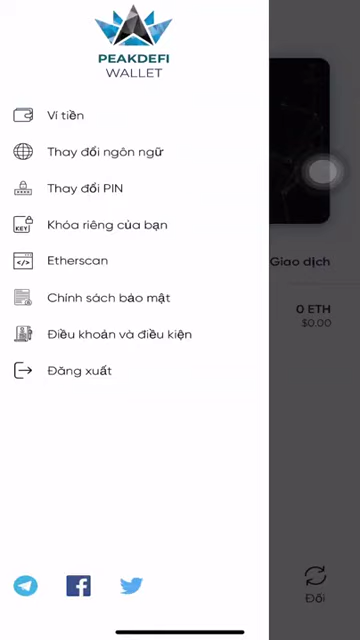 PEAKDEFI
WALLET
Ví tiền
Thay đổi ngôn ngữ
Thay đổi PIN
KEY
Khóa riêng của bạn
Etherscan
Chính sách bảo mật
Điều khoản và điều kiện
Đăng xuất
Giao dịch
0 ETH
$0.00
Đổi